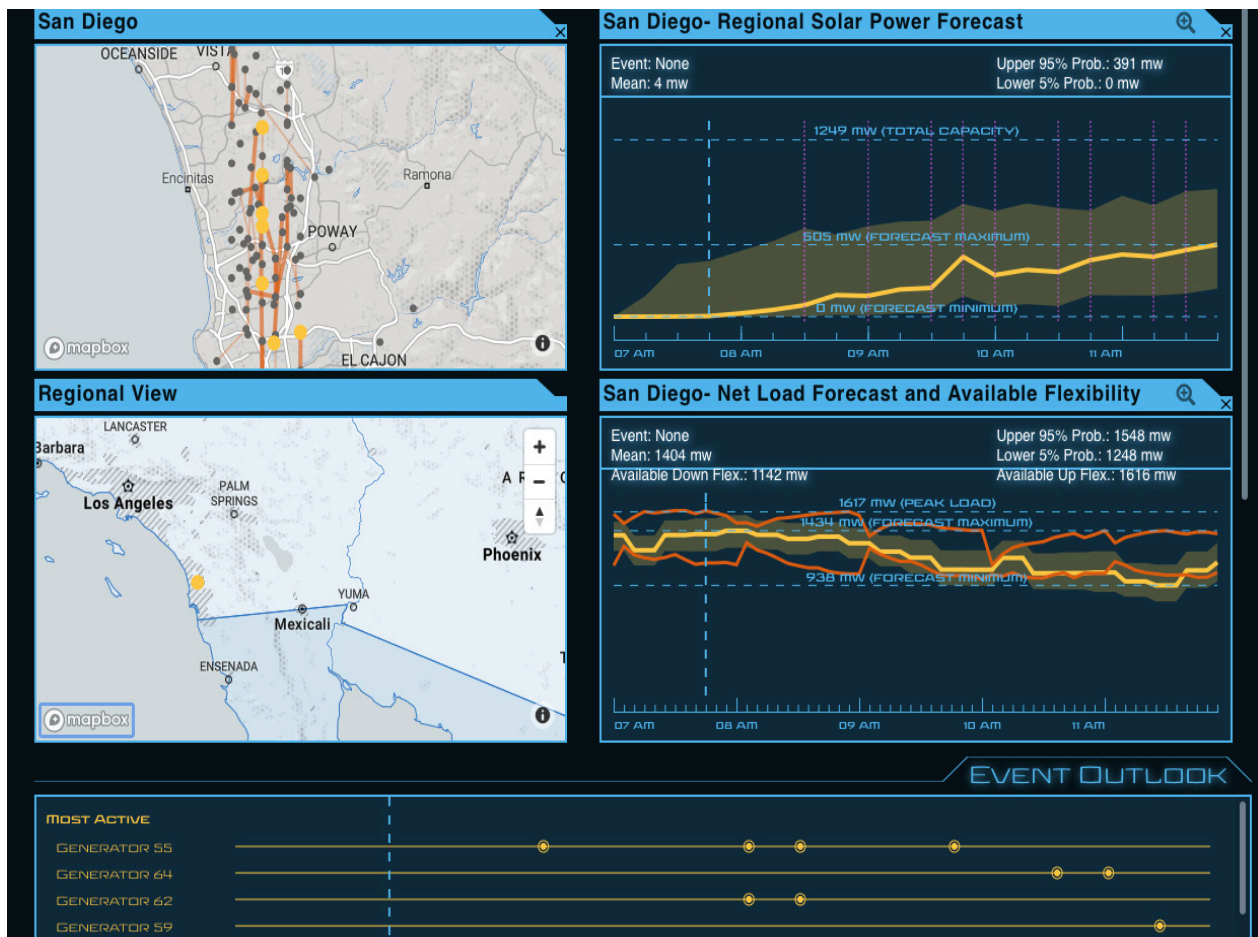 San Diego
OCEANSIDE
VISTA
Encinitas
Ramona
POWAY
EL CAJON
mapbox
San Diego- Regional Solar Power Forecast
Event: None
Upper 95% Prob.: 391 mw
Mean: 4 mw
Lower 5% Prob.: 0 mw
1249 MW (TOTAL CAPACITY)
505 MW (FORECAST MAXIMUM)
0 MW (FORECAST MINIMUM)
07 AM 08 AM 09 AM 10 AM 11 AM
Regional View
LANCASTER
Barbara
Los Angeles
PALM
SPRINGS
Phoenix
YUMA
Mexicali
ENSENADA
mapbox
San Diego- Net Load Forecast and Available Flexibility
Event: None
Upper 95% Prob.: 1548 mw
Mean: 1404 mw
Lower 5% Prob.: 1248 mw
Available Down Flex.: 1142 mw
Available Up Flex.: 1616 mw
1617 MW (PEAK LOAD)
1434 MW (FORECAST MAXIMUM)
938 MW (FORECAST MINIMUM)
07 AM 08 AM 09 AM 10 AM 11 AM
EVENT OUTLOOK
MOST ACTIVE
GENERATOR 55
GENERATOR 64
GENERATOR 62
GENERATOR 59